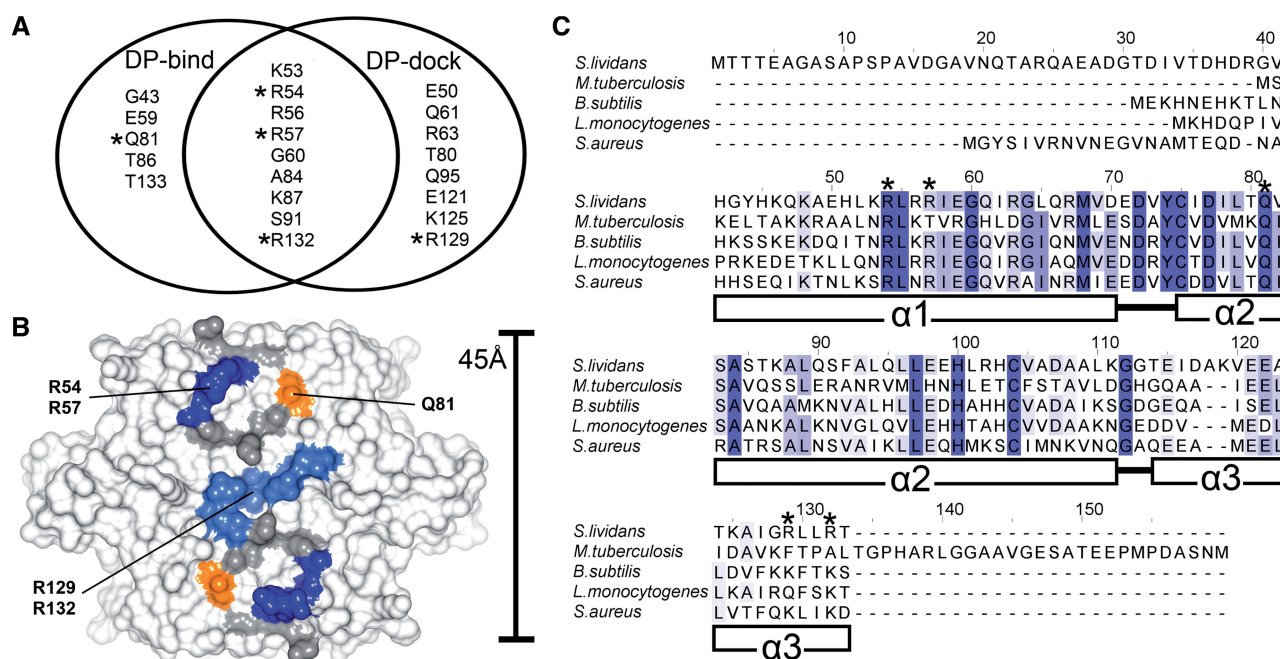 A
DP-bind
DP-dock
G43
E59
*Q81
T86
T133
K53
*R54
R56
*R57
G60
A84
K87
S91
*R132
E50
Q61
R63
T80
Q95
E121
K125
*R129
B
R54
R57
Q81
R129
R132
45Å
C
10 20 30 40
S.lividans MTTTEAGASAPSPAVDGAVNQTARQAEADGTDIVTDHDRGV
M.tuberculosis ---------------------------------------MS
B.subtilis ------------------------------MEKHNEHKTLN
L.monocytogenes ---------------------------------MKHDQPIV
S.aureus ------------------MGYSIVRNVNEGVNAMTEQD-NA
50 * * 60 70 80 *
S.lividans HGYHKQKAEHLKRLRRIEGQIRGLQRMVDEDVYCIDILTQV
M.tuberculosis KELTAKKRAALNRLKTVRGHLDGIVRMLESDAYCVDVMKQI
B.subtilis HKSSKEKDQITNRLKRIEGQVRGIQNMVENDRYCVDILVQI
L.monocytogenes PRKEDETKLLQNRLKRIEGQIRGIAQMVEDDRYCTDILVQI
S.aureus HHSEQIKTNLKSRLKRIEGQVRAINRMIEEDVYCDDVLTQI
α1 α2
90 100 110 120
S.lividans SASTKALQSFALQLLEEHLRHCVADAALKGGTEIDAKVEEA
M.tuberculosis SAVQSSLERANRVMLHNHLETCFSTAVLDGHGQAA--IEEL
B.subtilis SAVQAAMKNVALHLLEDHAHHCVADAIKSGDGEQA--ISEL
L.monocytogenes SAANKALKNVGLQVLEHHTAHCVVDAAKNGEDDV---MEDL
S.aureus RATRSALNSVAIKLLEQHMKSCIMNKVNQGAQEEA--MEEL
α2 α3
* 130 * 140 150
S.lividans TKAIGRLLRT---------------------------
M.tuberculosis IDAVKFTPALTGPHARLGGAAVGESATEEPMPDASNM
B.subtilis LDVFKKFTKS---------------------------
L.monocytogenes LKAIRQFSKT---------------------------
S.aureus LVTFQKLIKD---------------------------
α3